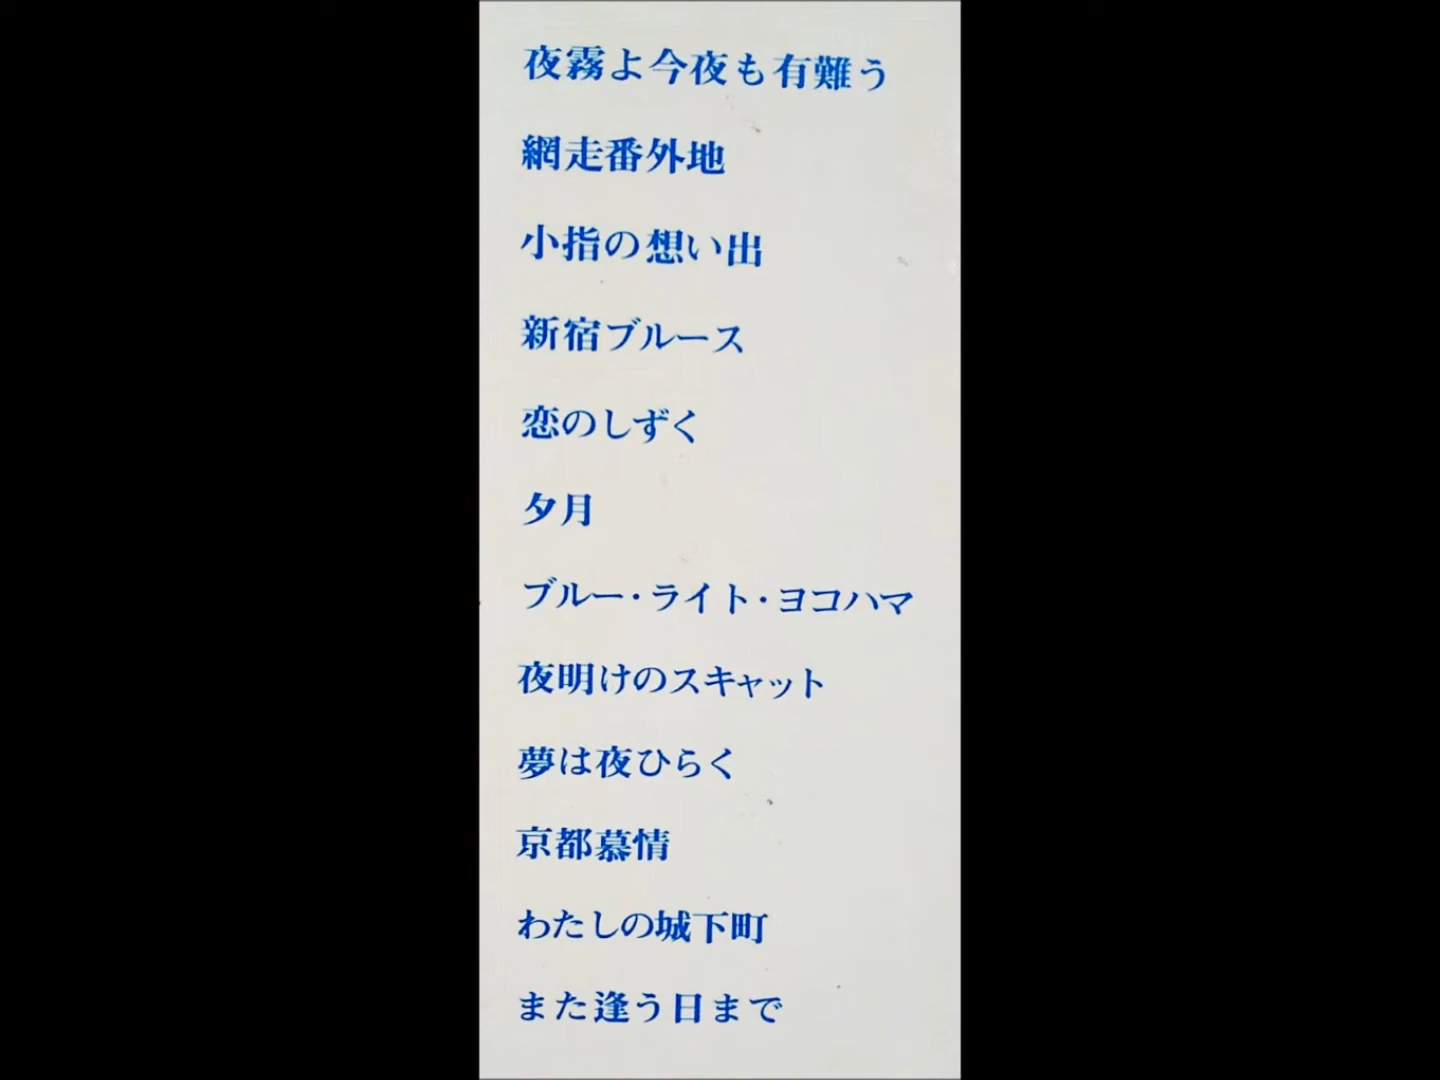 夜霧よ今夜も有難う
網走番外地
小指の想い出
新宿ブルース
恋のしずく
夕月
ブルー・ライト・ヨコハマ
夜明けのスキャット
夢は夜ひらく
京都慕情
わたしの城下町
また逢う日まで